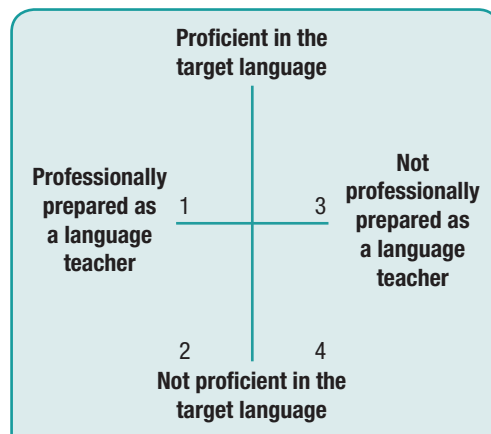 Proficient in the
target language
Professionally
prepared as
a language
teacher
1
3
Not
professionally
prepared as
a language
teacher
2
4
Not proficient in the
target language